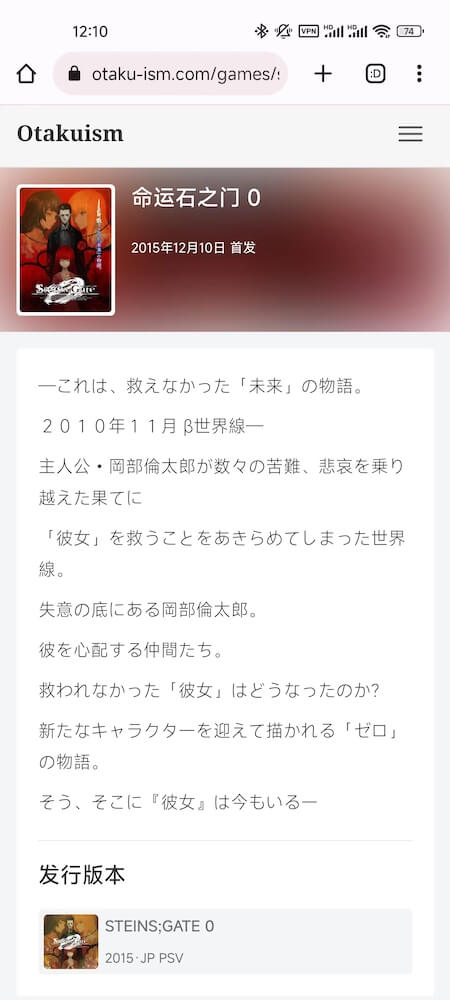 12:10
VPN HD HD 74
otaku-ism.com/games/s
:D
Otakuism
命运石之门 0
2015年12月10日 首发
STEINS;GATE 0
―これは、救えなかった「未来」の物語。
２０１０年１１月 β世界線―
主人公・岡部倫太郎が数々の苦難、悲哀を乗り
越えた果てに
「彼女」を救うことをあきらめてしまった世界
線。
失意の底にある岡部倫太郎。
彼を心配する仲間たち。
救われなかった「彼女」はどうなったのか?
新たなキャラクターを迎えて描かれる「ゼロ」
の物語。
そう、そこに『彼女』は今もいる―
发行版本
STEINS;GATE 0
2015 · JP PSV